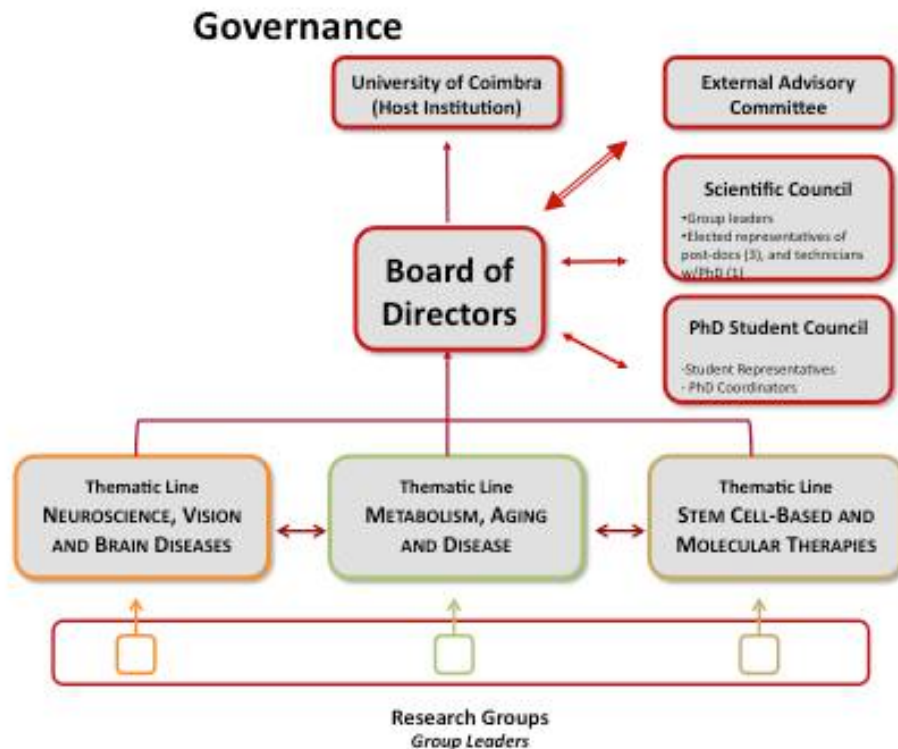 Governance
University of Coimbra
(Host Institution)
External Advisory
Committee
Scientific Council
•Group leaders
•Elected representatives of
post-docs (3), and technicians
w/PhD (1)
Board of
Directors
PhD Student Council
-Student Representatives
- PhD Coordinators
Thematic Line
NEUROSCIENCE, VISION
AND BRAIN DISEASES
Thematic Line
METABOLISM, AGING
AND DISEASE
Thematic Line
STEM CELL-BASED AND
MOLECULAR THERAPIES
Research Groups
Group Leaders